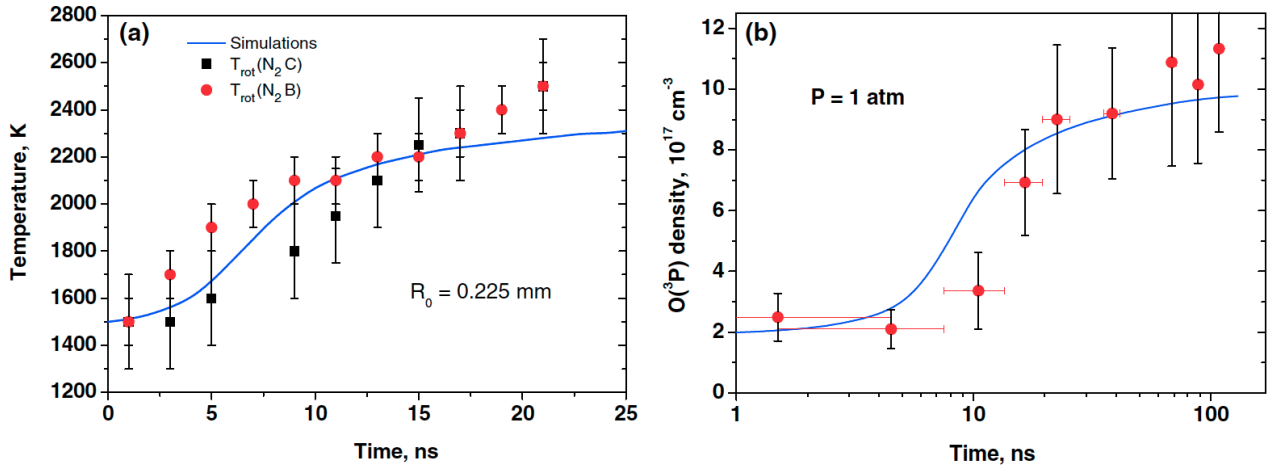 (a)
Simulations
Trot(N2 C)
Trot(N2 B)
R0 = 0.225 mm
2800
2600
2400
2200
2000
1800
1600
1400
1200
Temperature, K
0 5 10 15 20 25
Time, ns
(b)
P = 1 atm
12
10
8
6
4
2
0
O(³P) density, 10¹⁷ cm⁻³
1 10 100
Time, ns